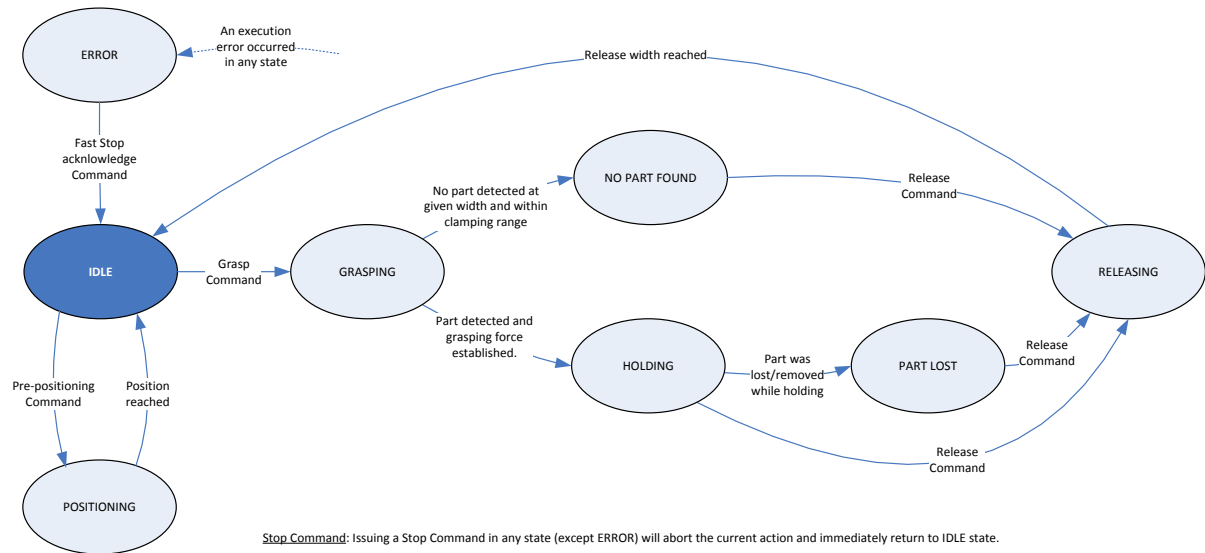 An execution
error occurred
in any state
ERROR
Release width reached
Fast Stop
acknlowledge
Command
NO PART FOUND
No part detected at
given width and within
clamping range
Release
Command
IDLE
Grasp
Command
GRASPING
RELEASING
Part detected and
grasping force
established.
HOLDING
Part was
lost/removed
while holding
PART LOST
Release
Command
Pre-positioning
Command
Position
reached
Release
Command
POSITIONING
Stop Command: Issuing a Stop Command in any state (except ERROR) will abort the current action and immediately return to IDLE state.